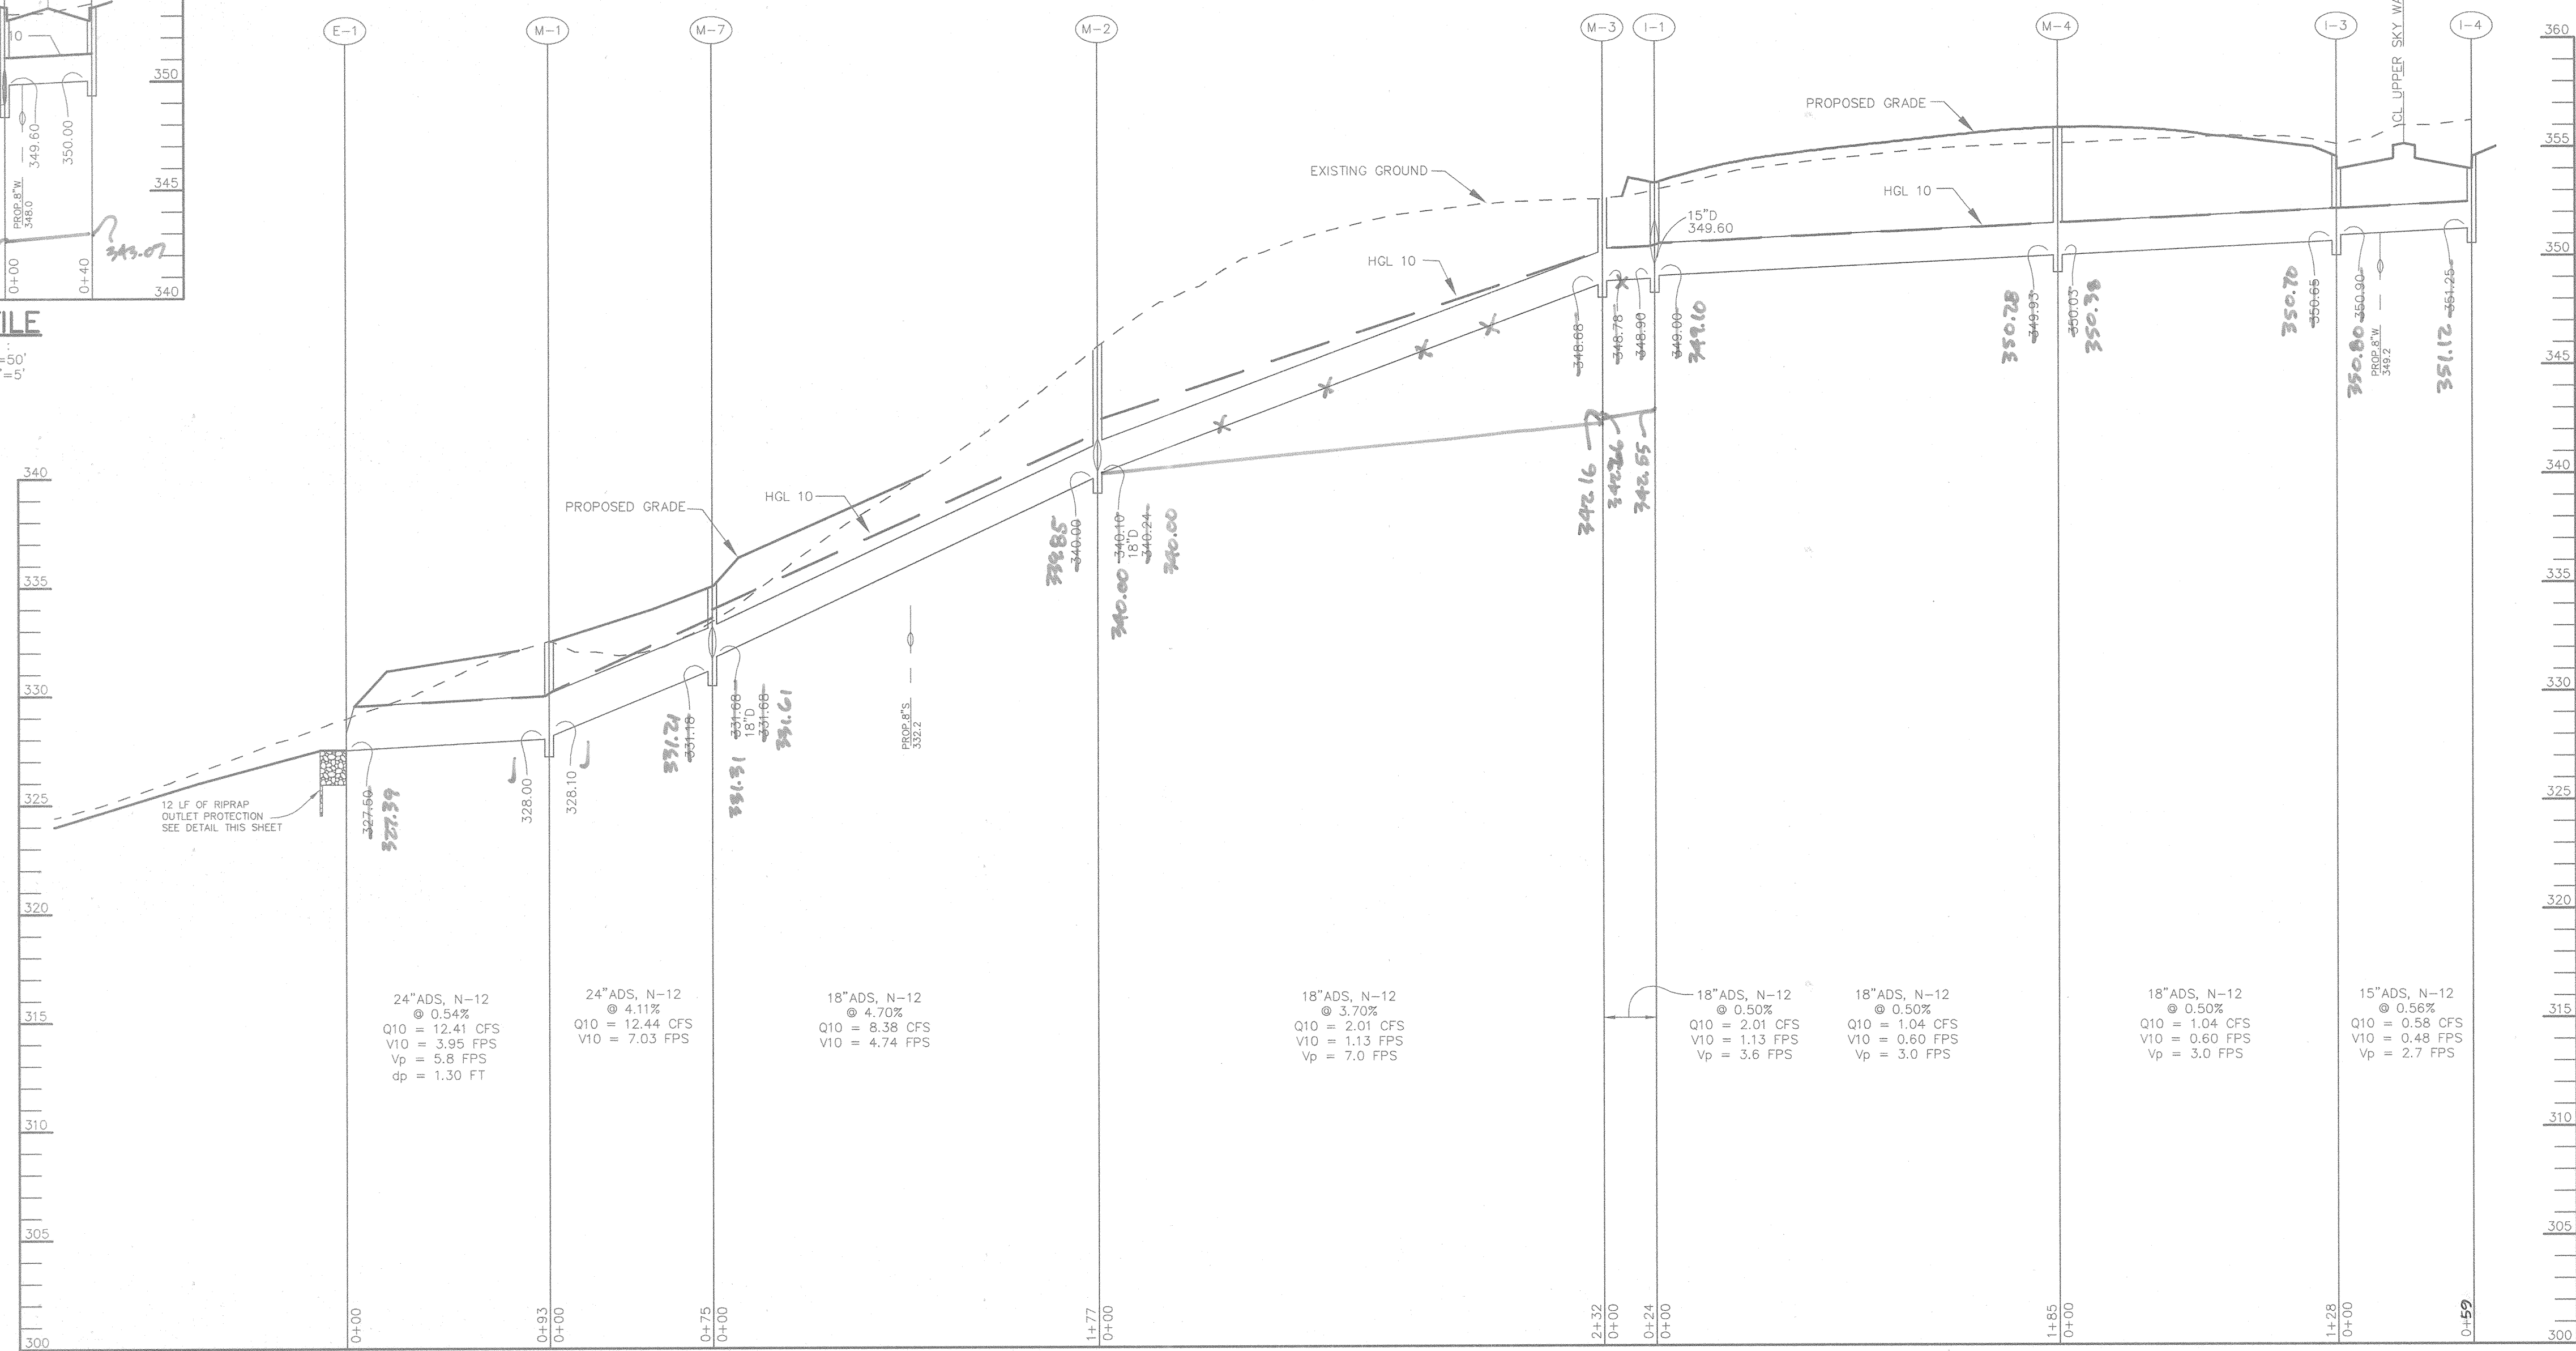 E-1
M-1
M-7
M-2
M-3
I-1
M-4
I-3
I-4
10
350
345
340
349.60
350.00
PROP.8"W
348.0
343.07
0+00
0+40
=50'
'=5'
360
355
350
345
340
335
330
325
320
315
310
305
300
340
335
330
325
320
315
310
305
300
PROPOSED GRADE
EXISTING GROUND
HGL 10
HGL 10
15"D
349.60
PROPOSED GRADE
HGL 10
CL UPPER SKY
12 LF OF RIPRAP
OUTLET PROTECTION
SEE DETAIL THIS SHEET
327.50
327.39
328.00
328.10
331.21
331.18
331.68
18"D
331.68
331.61
331.31
PROP.8"S
332.2
339.85
340.00
340.10
18"D
340.24
340.00
340.00
348.68
348.78
348.90
349.00
349.10
342.16
342.55
350.28
349.93
350.03
350.38
350.70
350.65
350.80
350.90
PROP.8"W
349.2
351.12
351.25
24"ADS, N-12
@ 0.54%
Q10 = 12.41 CFS
V10 = 3.95 FPS
Vp = 5.8 FPS
dp = 1.30 FT
24"ADS, N-12
@ 4.11%
Q10 = 12.44 CFS
V10 = 7.03 FPS
18"ADS, N-12
@ 4.70%
Q10 = 8.38 CFS
V10 = 4.74 FPS
18"ADS, N-12
@ 3.70%
Q10 = 2.01 CFS
V10 = 1.13 FPS
Vp = 7.0 FPS
18"ADS, N-12
@ 0.50%
Q10 = 2.01 CFS
V10 = 1.13 FPS
Vp = 3.6 FPS
18"ADS, N-12
@ 0.50%
Q10 = 1.04 CFS
V10 = 0.60 FPS
Vp = 3.0 FPS
18"ADS, N-12
@ 0.50%
Q10 = 1.04 CFS
V10 = 0.60 FPS
Vp = 3.0 FPS
15"ADS, N-12
@ 0.56%
Q10 = 0.58 CFS
V10 = 0.48 FPS
Vp = 2.7 FPS
0+00
0+93
0+00
0+75
0+00
1+77
0+00
2+32
0+00
0+24
0+00
1+85
0+00
1+28
0+00
0+59